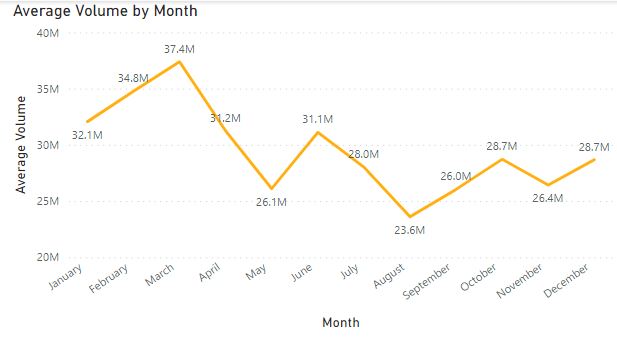 Average Volume by Month
40M
35M
30M
25M
20M
Average Volume
32.1M
34.8M
37.4M
31.2M
26.1M
31.1M
28.0M
23.6M
26.0M
28.7M
26.4M
28.7M
January
February
March
April
May
June
July
August
September
October
November
December
Month